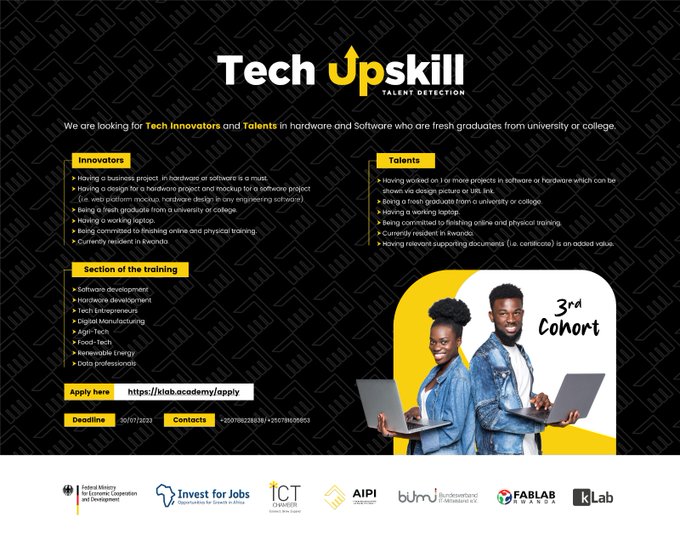 Tech Upskill
TALENT DETECTION
We are looking for Tech Innovators and Talents in hardware and Software who are fresh graduates from university or college.
Innovators
Having a business project in hardware or software is a must.
Having a design for a hardware project and mockup for a software project
(i.e. web platform mockup, hardware design in any engineering software)
Being a fresh graduate from a university or college.
Having a working laptop.
Being committed to finishing online and physical training.
Currently resident in Rwanda
Talents
Having worked on 1 or more projects in software or hardware which can be
shown via design picture or URL link.
Being a fresh graduate from a university or college.
Having a working laptop.
Being committed to finishing online and physical training.
Currently resident in Rwanda.
Having relevant supporting documents (i.e. certificate) is an added value.
Section of the training
Software development
Hardware development
Tech Entrepreneurs
Digital Manufacturing
Agri-Tech
Food-Tech
Renewable Energy
Data professionals
3rd
Cohort
Apply here https://klab.academy/apply
Deadline 30/07/2023 Contacts +250788228838/+250781605853
Federal Ministry
for Economic Cooperation
and Development
Invest for Jobs
Opportunities for Growth in Africa
ICT
CHAMBER
AIPI
bitmi Bundesverband
IT-Mittelstand e.V.
FABLAB
RWANDA
kLab